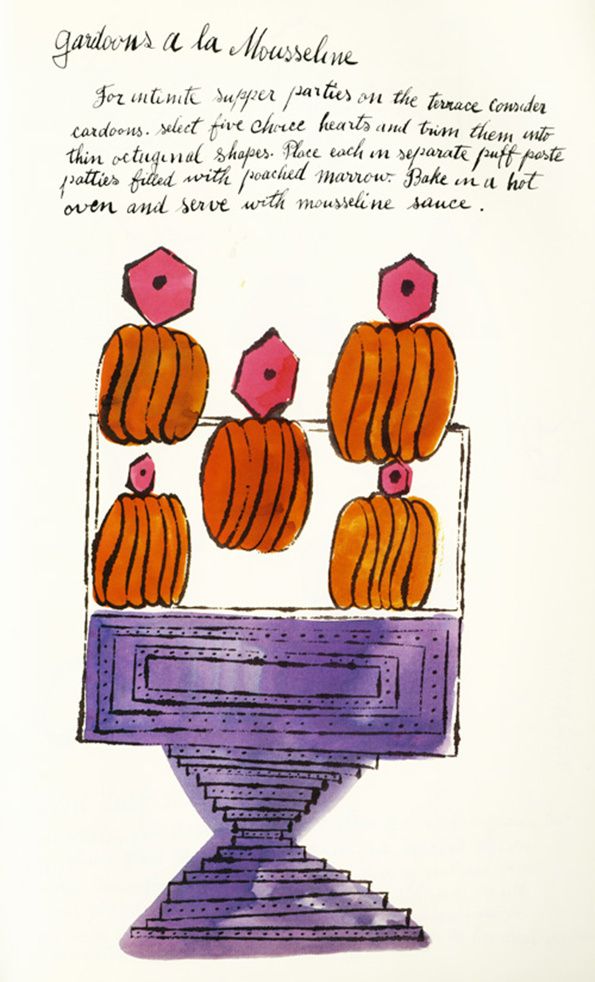 Gardoons a la Mousseline
For intimite supper parties on the terrace consider
cardoons. select five choice hearts and trim them into
thin octuginal shapes. Place each in separate puff paste
patties filled with poached marrow. Bake in a hot
oven and serve with mousseline sauce.